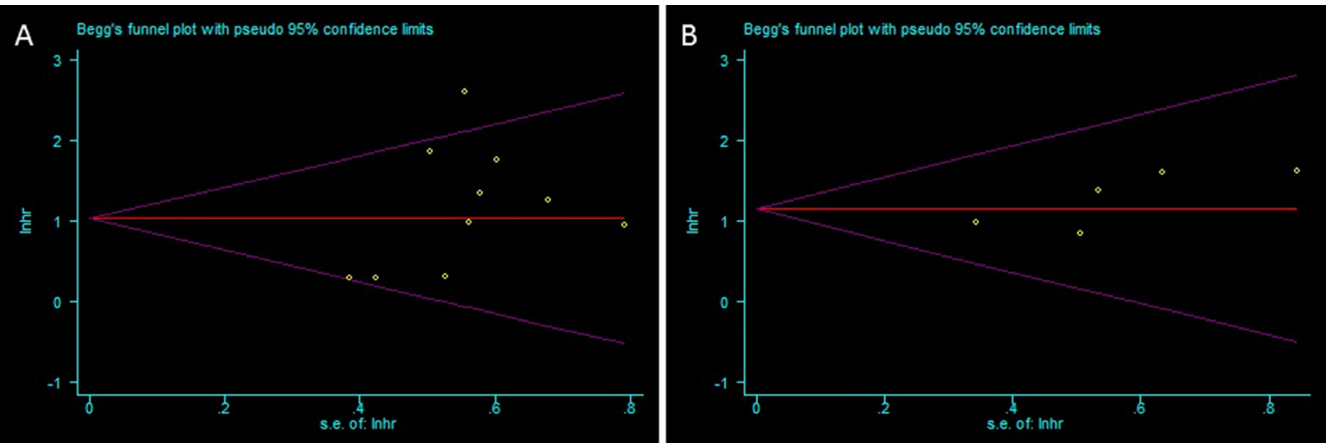 A
Begg's funnel plot with pseudo 95% confidence limits
lnhr
3
2
1
0
-1
0 .2 .4 .6 .8
s.e. of: lnhr
B
Begg's funnel plot with pseudo 95% confidence limits
lnhr
3
2
1
0
-1
0 .2 .4 .6 .8
s.e. of: lnhr